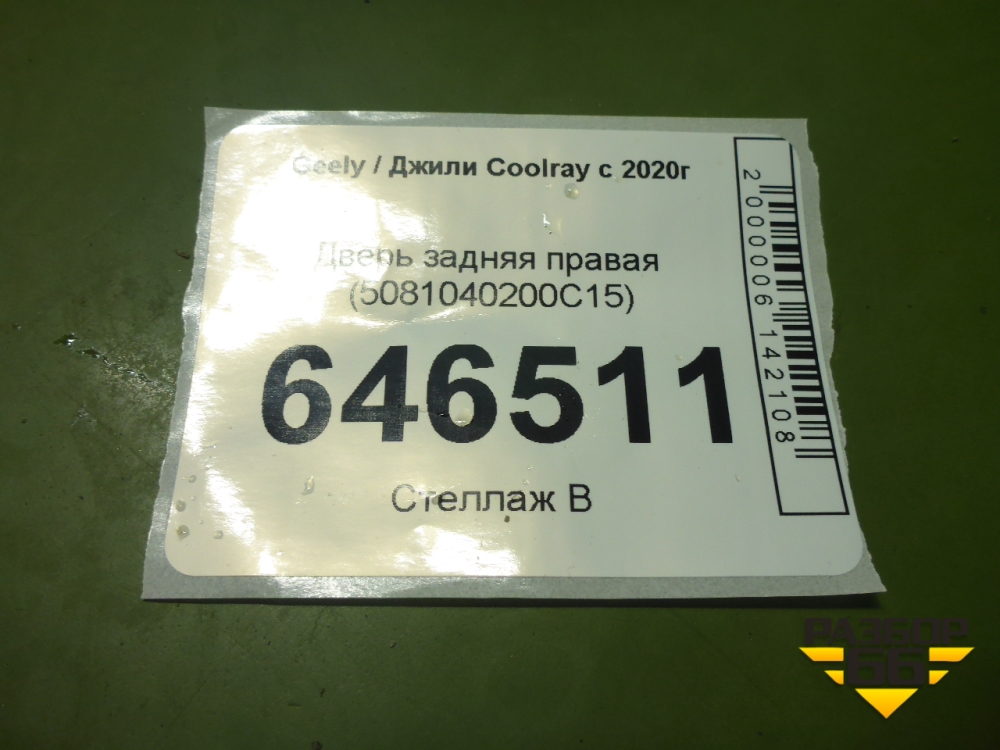 Geely / Джили Coolray с 2020г
Дверь задняя правая
(5081040200C15)
646511
Стеллаж В
2000006142108
РАЗБОР
66